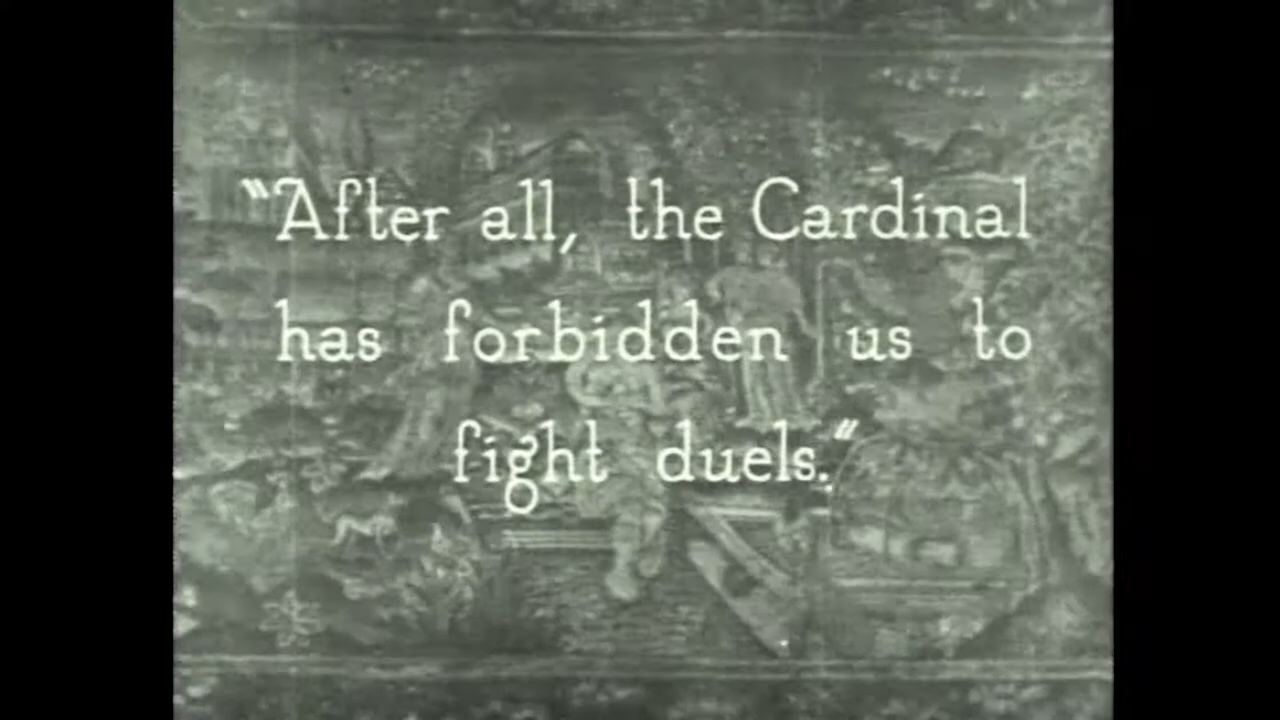 “After all, the Cardinal
has forbidden us to
fight duels.”